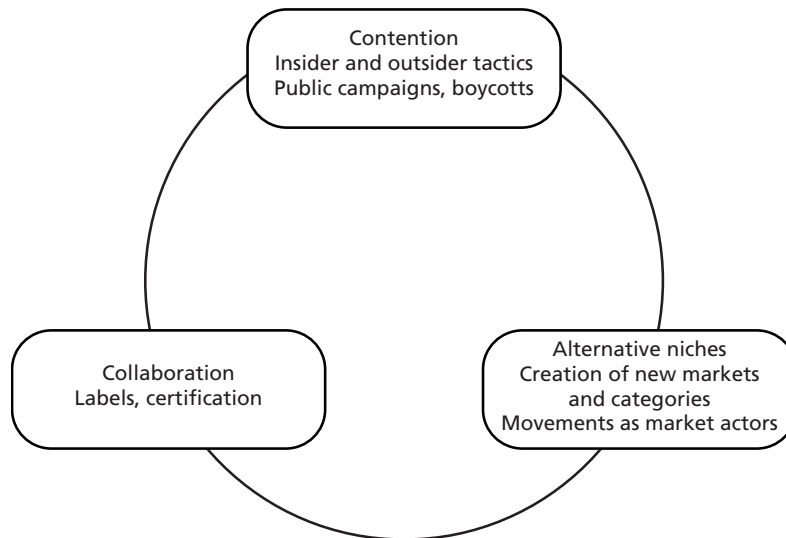 Contention
Insider and outsider tactics
Public campaigns, boycotts
Collaboration
Labels, certification
Alternative niches
Creation of new markets
and categories
Movements as market actors